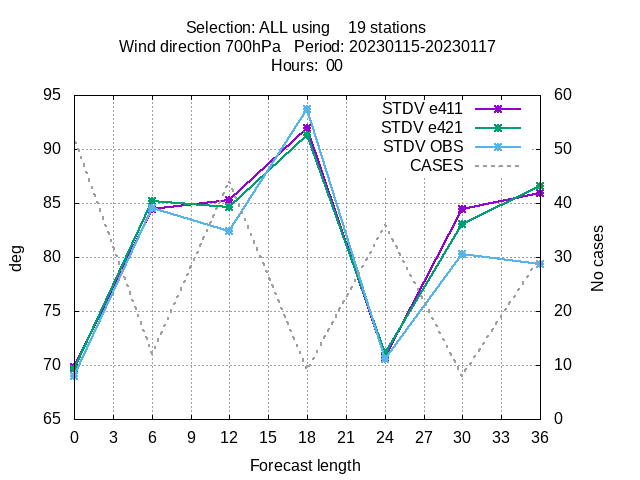 Selection: ALL using    19 stations
Wind direction 700hPa   Period: 20230115-20230117
Hours:  00
95
90
85
80
75
70
65
60
50
40
30
20
10
0
STDV e411
STDV e421
STDV OBS
CASES
deg
No cases
0 3 6 9 12 15 18 21 24 27 30 33 36
Forecast length